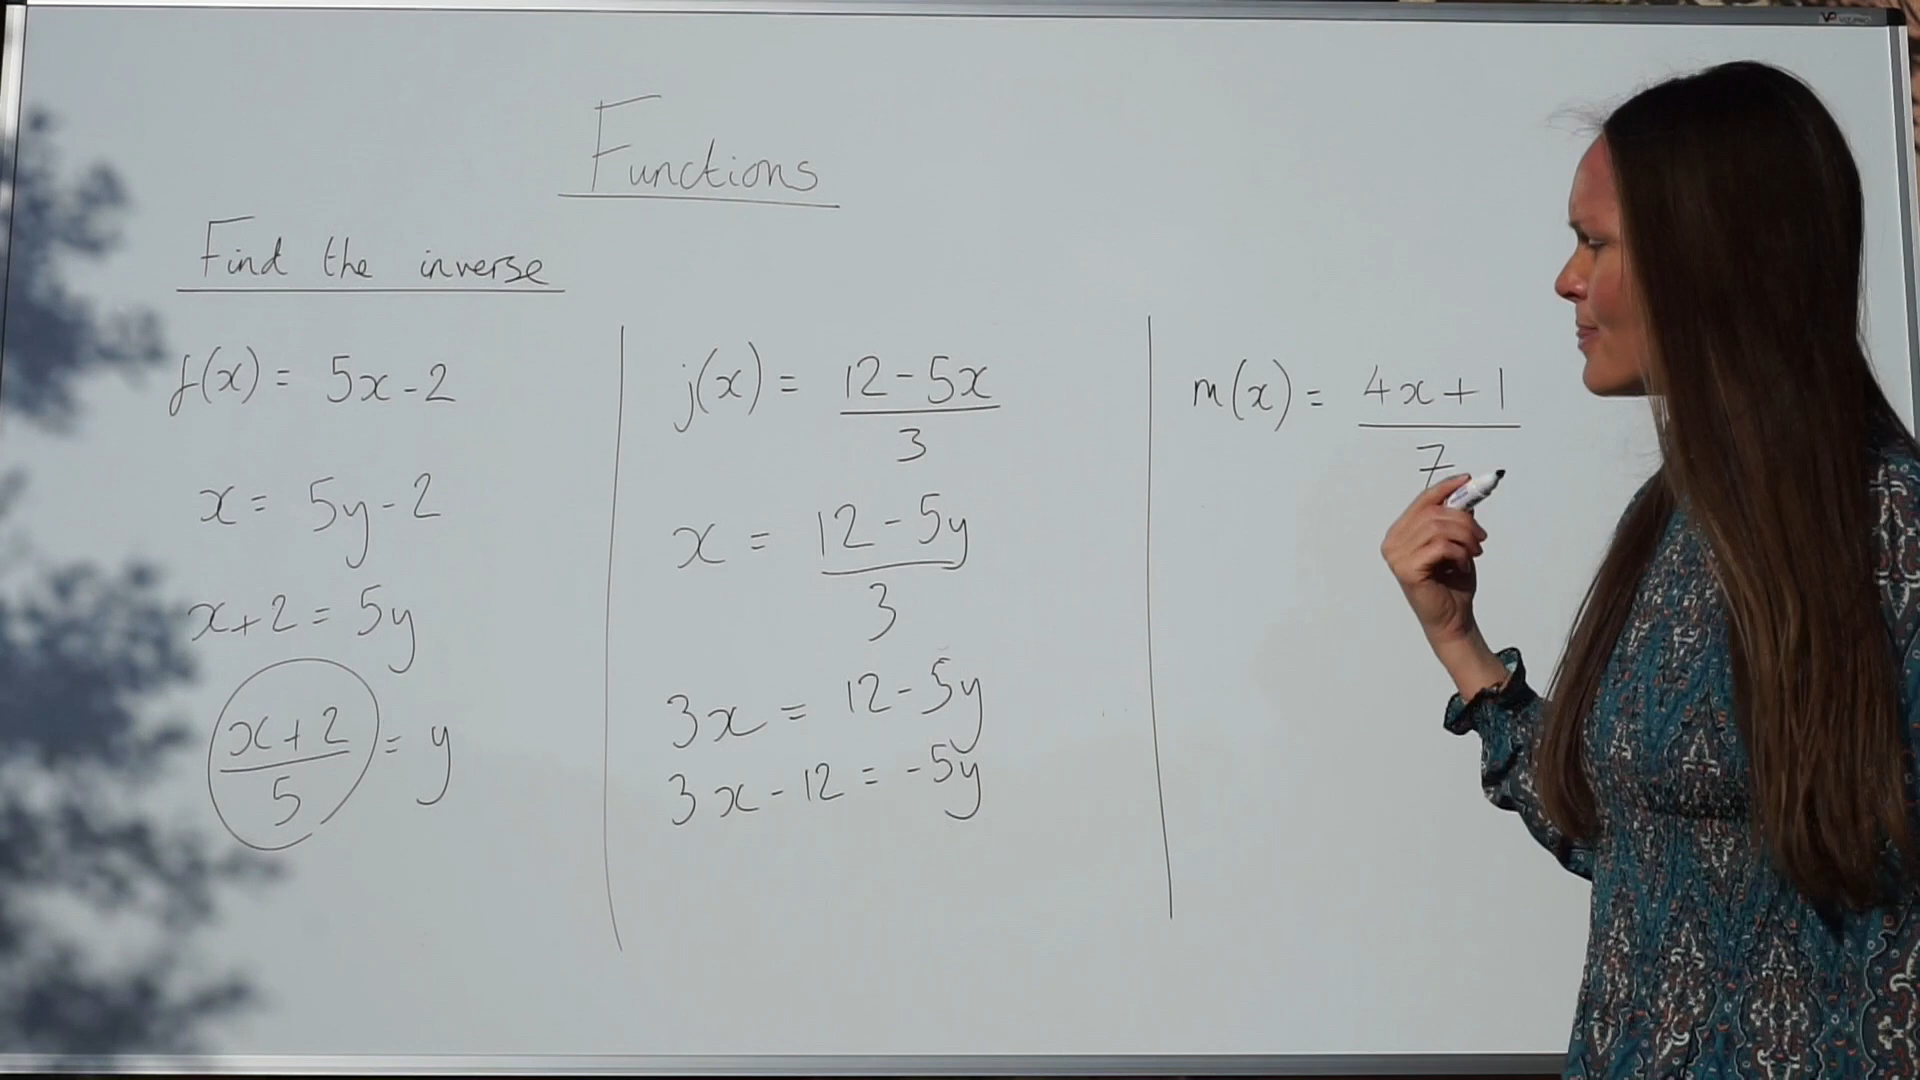 Functions
Find the inverse
f(x) = 5x - 2
x = 5y - 2
x + 2 = 5y
(x + 2)/5 = y
j(x) = (12 - 5x)/3
x = (12 - 5y)/3
3x = 12 - 5y
3x - 12 = -5y
m(x) = (4x + 1)/7